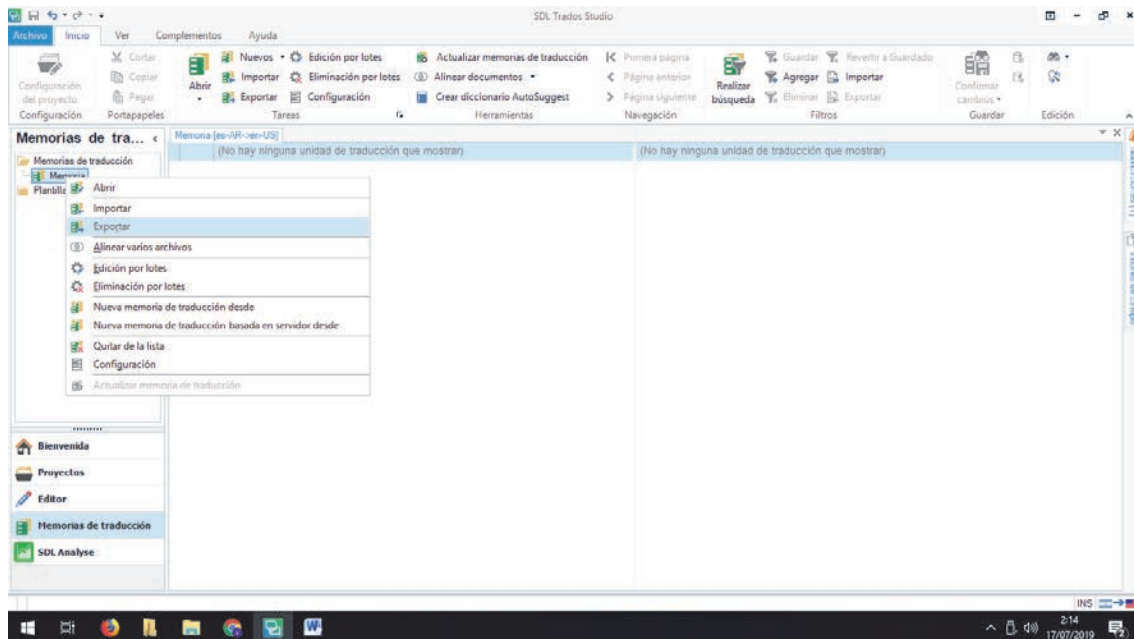 SDL Trados Studio
Archivo Inicio Ver Complementos Ayuda
Configuración del proyecto
Configuración
Cortar
Copiar
Pegar
Portapapeles
Abrir
Nuevos
Importar
Exportar
Edición por lotes
Eliminación por lotes
Configuración
Tareas
Actualizar memorias de traducción
Alinear documentos
Crear diccionario AutoSuggest
Herramientas
Primera página
Página anterior
Página siguiente
Navegación
Realizar búsqueda
Guardar
Agregar
Eliminar
Revertir a Guardado
Importar
Exportar
Filtros
Confirmar cambios
Guardar
Edición
Memorias de tra...
Memorias de traducción
Memoria
Plantilla
Memoria [es-AR->en-US]
(No hay ninguna unidad de traducción que mostrar)
(No hay ninguna unidad de traducción que mostrar)
Abrir
Importar
Exportar
Alinear varios archivos
Edición por lotes
Eliminación por lotes
Nueva memoria de traducción desde
Nueva memoria de traducción basada en servidor desde
Quitar de la lista
Configuración
Actualizar memoria de traducción
Bienvenida
Proyectos
Editor
Memorias de traducción
SDL Analyse
INS
2:14
17/07/2019